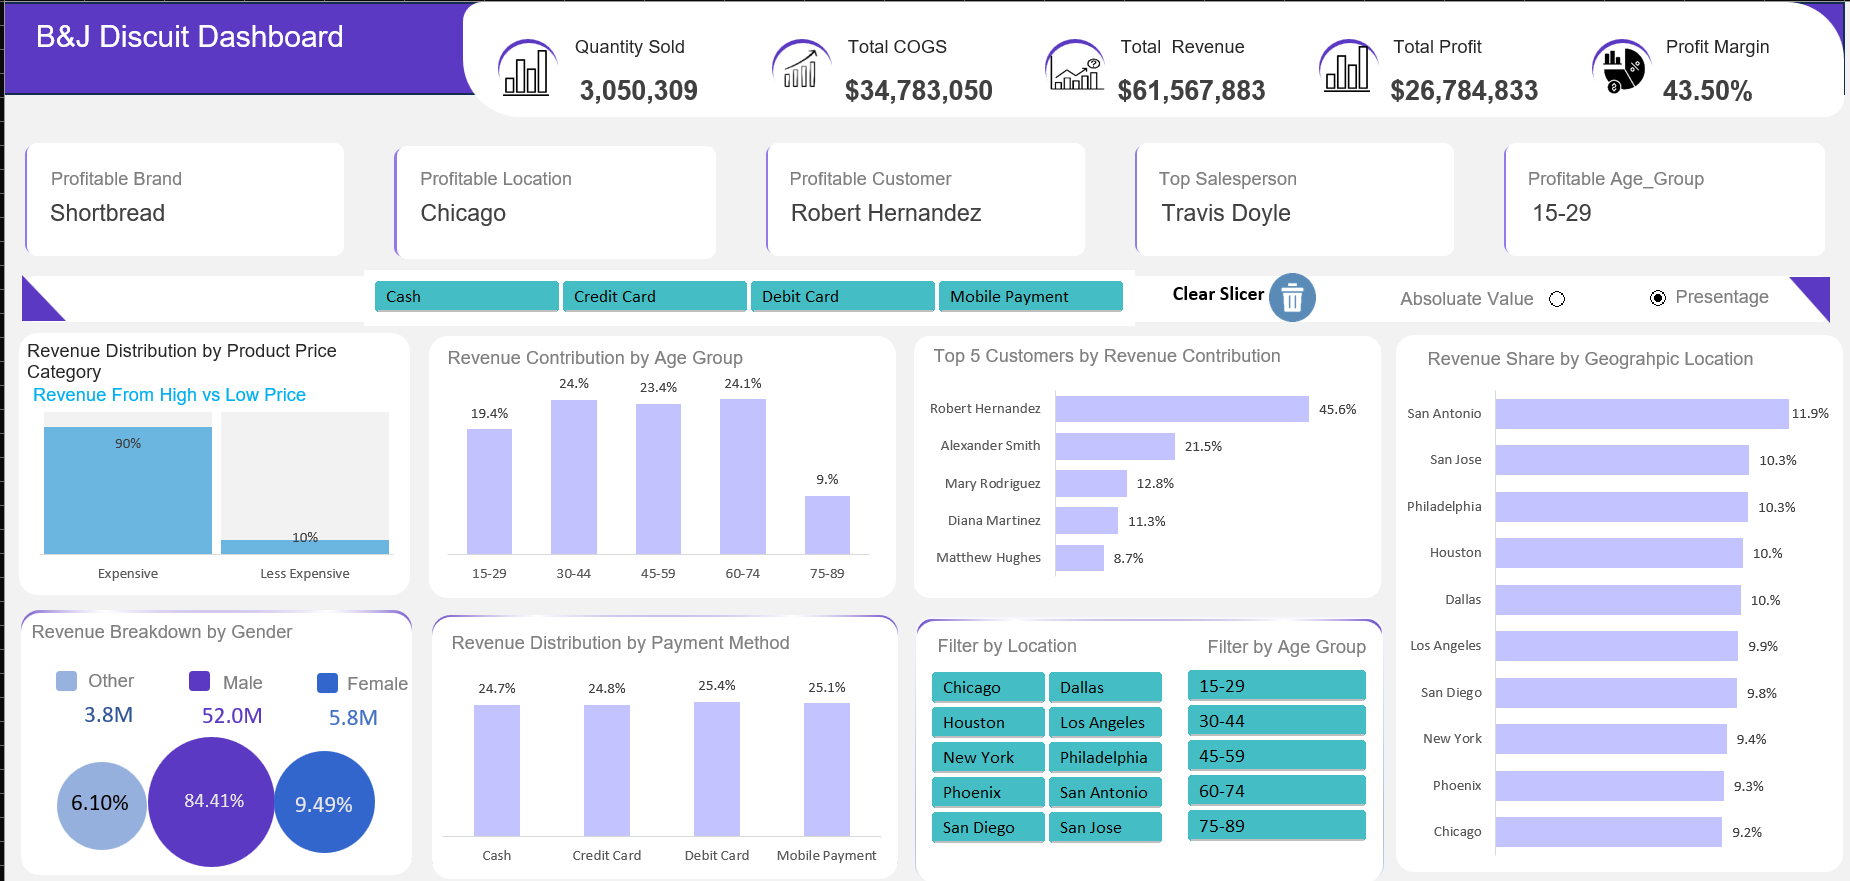 B&J Discuit Dashboard
Quantity Sold
3,050,309
Total COGS
$34,783,050
Total Revenue
$61,567,883
Total Profit
$26,784,833
Profit Margin
43.50%
Profitable Brand
Shortbread
Profitable Location
Chicago
Profitable Customer
Robert Hernandez
Top Salesperson
Travis Doyle
Profitable Age_Group
15-29
Cash
Credit Card
Debit Card
Mobile Payment
Clear Slicer
Absoluate Value
Presentage
Revenue Distribution by Product Price
Category
Revenue From High vs Low Price
90%
10%
Expensive
Less Expensive
Revenue Contribution by Age Group
19.4%
24.%
23.4%
24.1%
9.%
15-29
30-44
45-59
60-74
75-89
Top 5 Customers by Revenue Contribution
Robert Hernandez 45.6%
Alexander Smith 21.5%
Mary Rodriguez 12.8%
Diana Martinez 11.3%
Matthew Hughes 8.7%
Revenue Share by Geograhpic Location
San Antonio 11.9%
San Jose 10.3%
Philadelphia 10.3%
Houston 10.%
Dallas 10.%
Los Angeles 9.9%
San Diego 9.8%
New York 9.4%
Phoenix 9.3%
Chicago 9.2%
Revenue Breakdown by Gender
Other
3.8M
Male
52.0M
Female
5.8M
6.10%
84.41%
9.49%
Revenue Distribution by Payment Method
24.7%
24.8%
25.4%
25.1%
Cash
Credit Card
Debit Card
Mobile Payment
Filter by Location
Chicago
Dallas
Houston
Los Angeles
New York
Philadelphia
Phoenix
San Antonio
San Diego
San Jose
Filter by Age Group
15-29
30-44
45-59
60-74
75-89